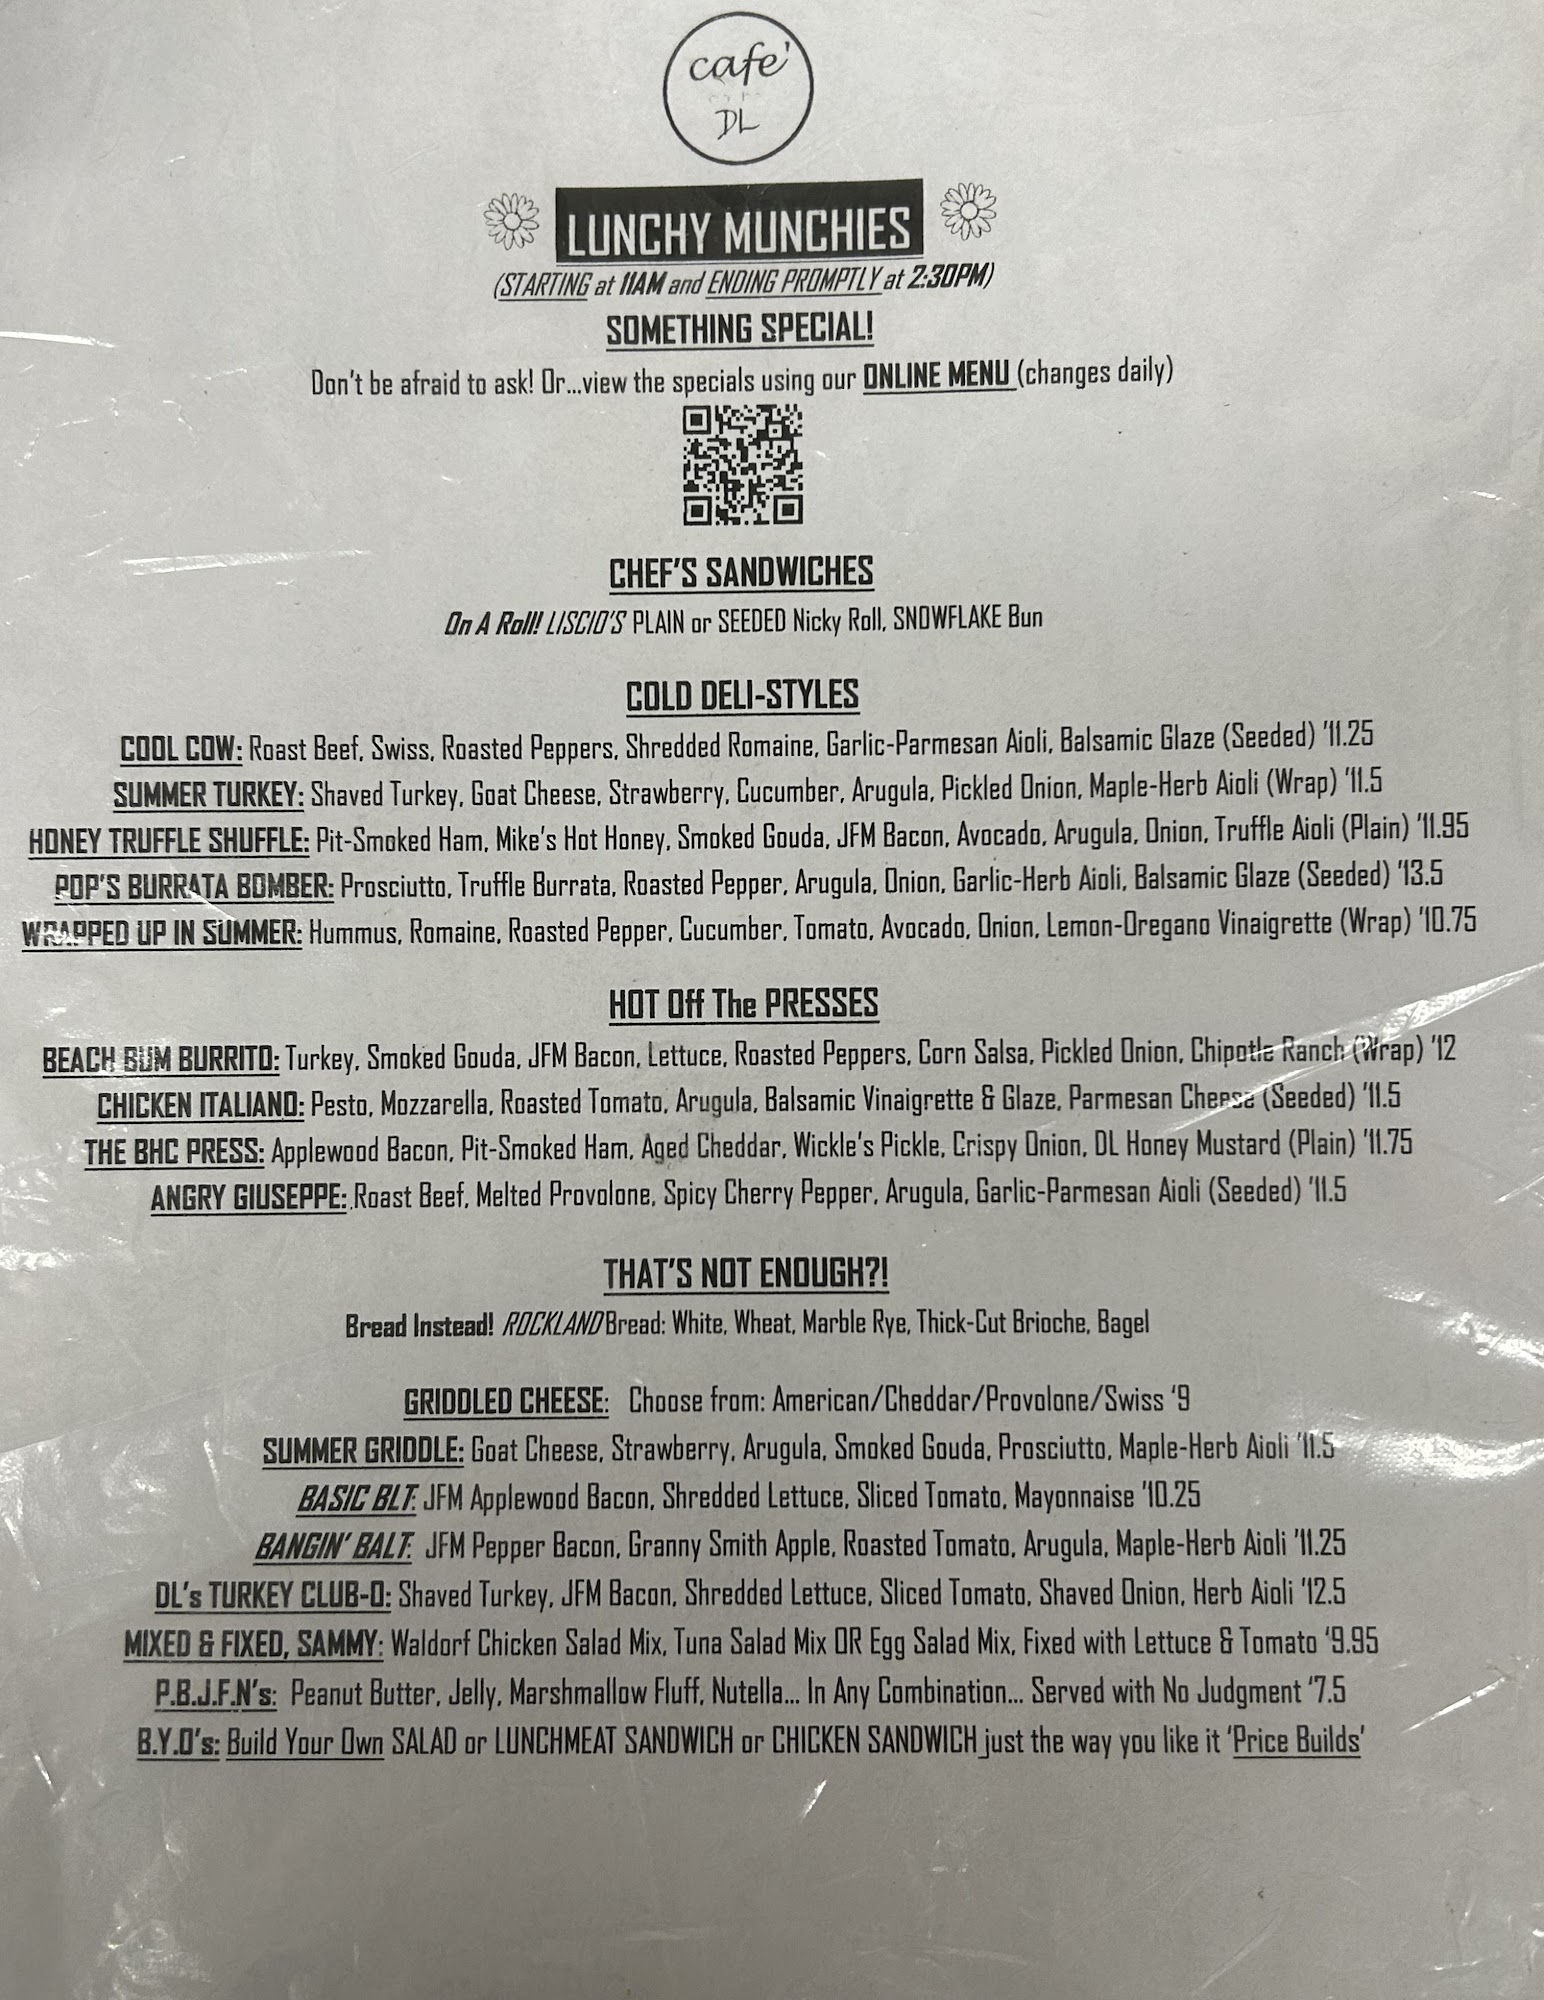 cafe'
DL
LUNCHY MUNCHIES
(STARTING at 11AM and ENDING PROMPTLY at 2:30PM)
SOMETHING SPECIAL!
Don't be afraid to ask! Or...view the specials using our ONLINE MENU (changes daily)
CHEF'S SANDWICHES
On A Roll! LISCIO'S PLAIN or SEEDED Nicky Roll, SNOWFLAKE Bun
COLD DELI-STYLES
COOL COW: Roast Beef, Swiss, Roasted Peppers, Shredded Romaine, Garlic-Parmesan Aioli, Balsamic Glaze (Seeded) '11.25
SUMMER TURKEY: Shaved Turkey, Goat Cheese, Strawberry, Cucumber, Arugula, Pickled Onion, Maple-Herb Aioli (Wrap) '11.5
HONEY TRUFFLE SHUFFLE: Pit-Smoked Ham, Mike's Hot Honey, Smoked Gouda, JFM Bacon, Avocado, Arugula, Onion, Truffle Aioli (Plain) '11.95
POP'S BURRATA BOMBER: Prosciutto, Truffle Burrata, Roasted Pepper, Arugula, Onion, Garlic-Herb Aioli, Balsamic Glaze (Seeded) '13.5
WRAPPED UP IN SUMMER: Hummus, Romaine, Roasted Pepper, Cucumber, Tomato, Avocado, Onion, Lemon-Oregano Vinaigrette (Wrap) '10.75
HOT Off The PRESSES
BEACH BUM BURRITO: Turkey, Smoked Gouda, JFM Bacon, Lettuce, Roasted Peppers, Corn Salsa, Pickled Onion, Chipotle Ranch (Wrap) '12
CHICKEN ITALIANO: Pesto, Mozzarella, Roasted Tomato, Arugula, Balsamic Vinaigrette & Glaze, Parmesan Cheese (Seeded) '11.5
THE BHC PRESS: Applewood Bacon, Pit-Smoked Ham, Aged Cheddar, Wickle's Pickle, Crispy Onion, DL Honey Mustard (Plain) '11.75
ANGRY GIUSEPPE: Roast Beef, Melted Provolone, Spicy Cherry Pepper, Arugula, Garlic-Parmesan Aioli (Seeded) '11.5
THAT'S NOT ENOUGH?!
Bread Instead! ROCKLAND Bread: White, Wheat, Marble Rye, Thick-Cut Brioche, Bagel
GRIDDLED CHEESE: Choose from: American/Cheddar/Provolone/Swiss '9
SUMMER GRIDDLE: Goat Cheese, Strawberry, Arugula, Smoked Gouda, Prosciutto, Maple-Herb Aioli '11.5
BASIC BLT: JFM Applewood Bacon, Shredded Lettuce, Sliced Tomato, Mayonnaise '10.25
BANGIN' BALT: JFM Pepper Bacon, Granny Smith Apple, Roasted Tomato, Arugula, Maple-Herb Aioli '11.25
DL's TURKEY CLUB-O: Shaved Turkey, JFM Bacon, Shredded Lettuce, Sliced Tomato, Shaved Onion, Herb Aioli '12.5
MIXED & FIXED, SAMMY: Waldorf Chicken Salad Mix, Tuna Salad Mix OR Egg Salad Mix, Fixed with Lettuce & Tomato '9.95
P.B.J.F.N's: Peanut Butter, Jelly, Marshmallow Fluff, Nutella... In Any Combination... Served with No Judgment '7.5
B.Y.O's: Build Your Own SALAD or LUNCHMEAT SANDWICH or CHICKEN SANDWICH just the way you like it 'Price Builds'